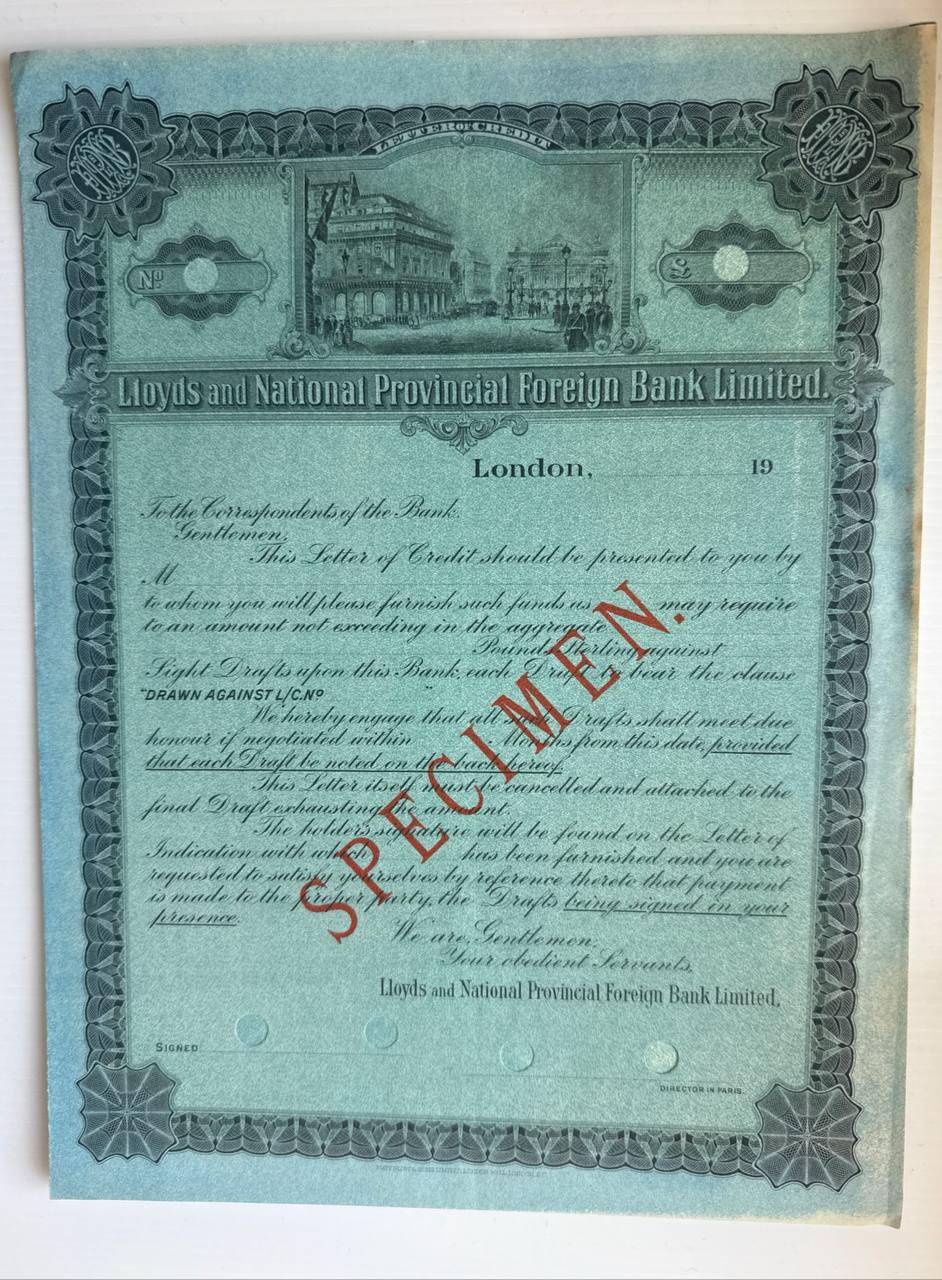 LETTER OF CREDIT
Nº
£
Lloyds and National Provincial Foreign Bank Limited.
London, 19
To the Correspondents of the Bank.
Gentlemen,
This Letter of Credit should be presented to you by
M
to whom you will please furnish such funds as may require
to an amount not exceeding in the aggregate
Pounds Sterling against
Sight Drafts upon this Bank, each Draft to bear the clause
"DRAWN AGAINST L/C. Nº "
We hereby engage that all such Drafts shall meet due
honour if negotiated within Months from this date, provided
that each Draft be noted on the back hereof.
This Letter itself must be cancelled and attached to the
final Draft exhausting the amount.
The holder's signature will be found on the Letter of
Indication with which has been furnished and you are
requested to satisfy yourselves by reference thereto that payment
is made to the proper party, the Drafts being signed in your
presence.
SPECIMEN.
We are, Gentlemen,
Your obedient Servants,
Lloyds and National Provincial Foreign Bank Limited.
SIGNED
DIRECTOR IN PARIS.